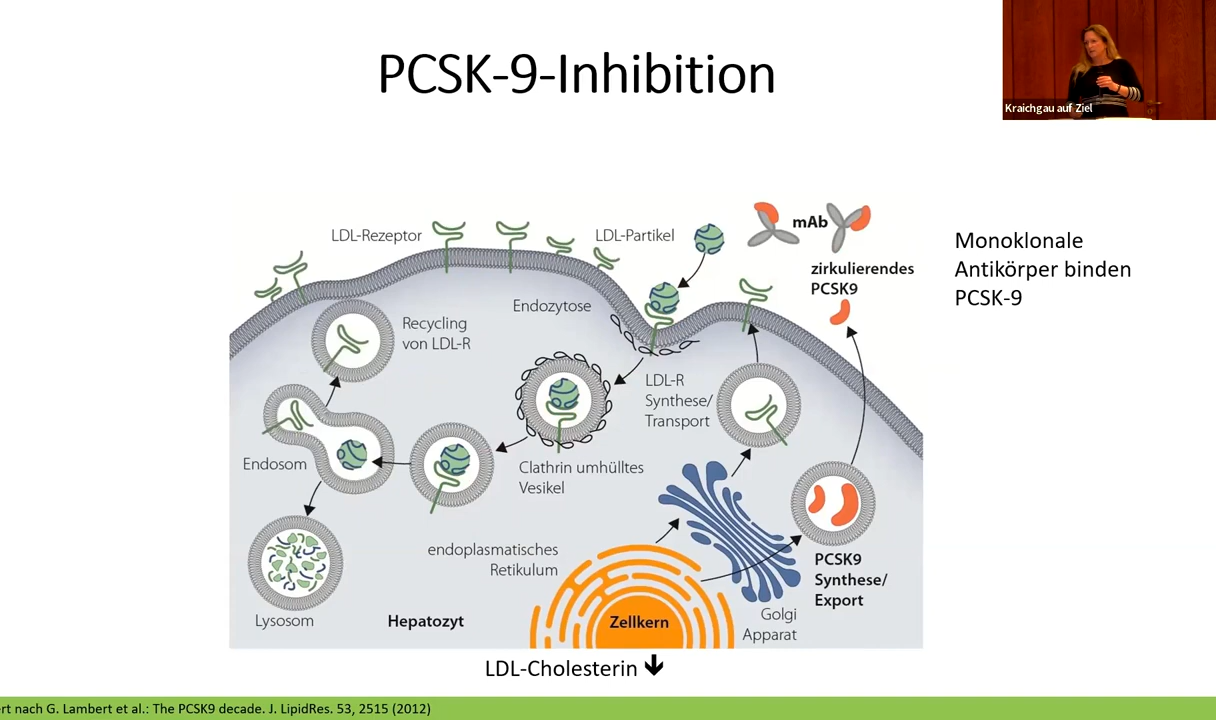 PCSK-9-Inhibition
Kraichgau auf Ziel
LDL-Rezeptor
LDL-Partikel
mAb
zirkulierendes
PCSK9
Monoklonale
Antikörper binden
PCSK-9
Endozytose
Recycling
von LDL-R
LDL-R
Synthese/
Transport
Endosom
Clathrin umhülltes
Vesikel
endoplasmatisches
Retikulum
PCSK9
Synthese/
Export
Lysosom
Hepatozyt
Zellkern
Golgi
Apparat
LDL-Cholesterin
ert nach G. Lambert et al.: The PCSK9 decade. J. LipidRes. 53, 2515 (2012)